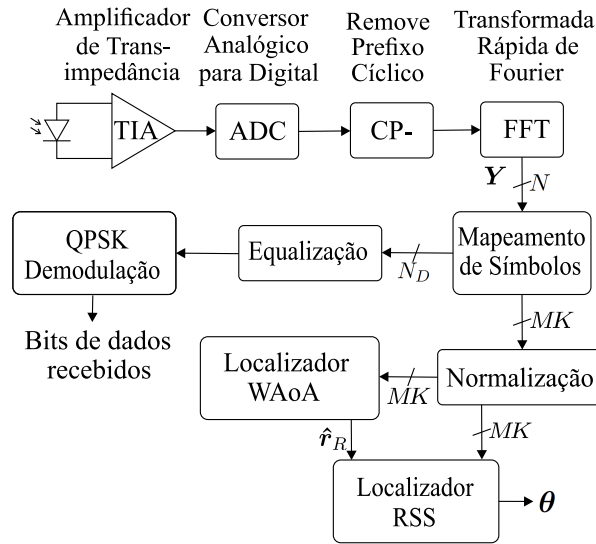 Amplificador
de Trans-
impedância
Conversor
Analógico
para Digital
Remove
Prefixo
Cíclico
Transformada
Rápida de
Fourier
TIA
ADC
CP-
FFT
Y
N
QPSK
Demodulação
Equalização
N_D
Mapeamento
de Símbolos
Bits de dados
recebidos
MK
Localizador
WAoA
MK
Normalização
r̂_R
MK
Localizador
RSS
θ